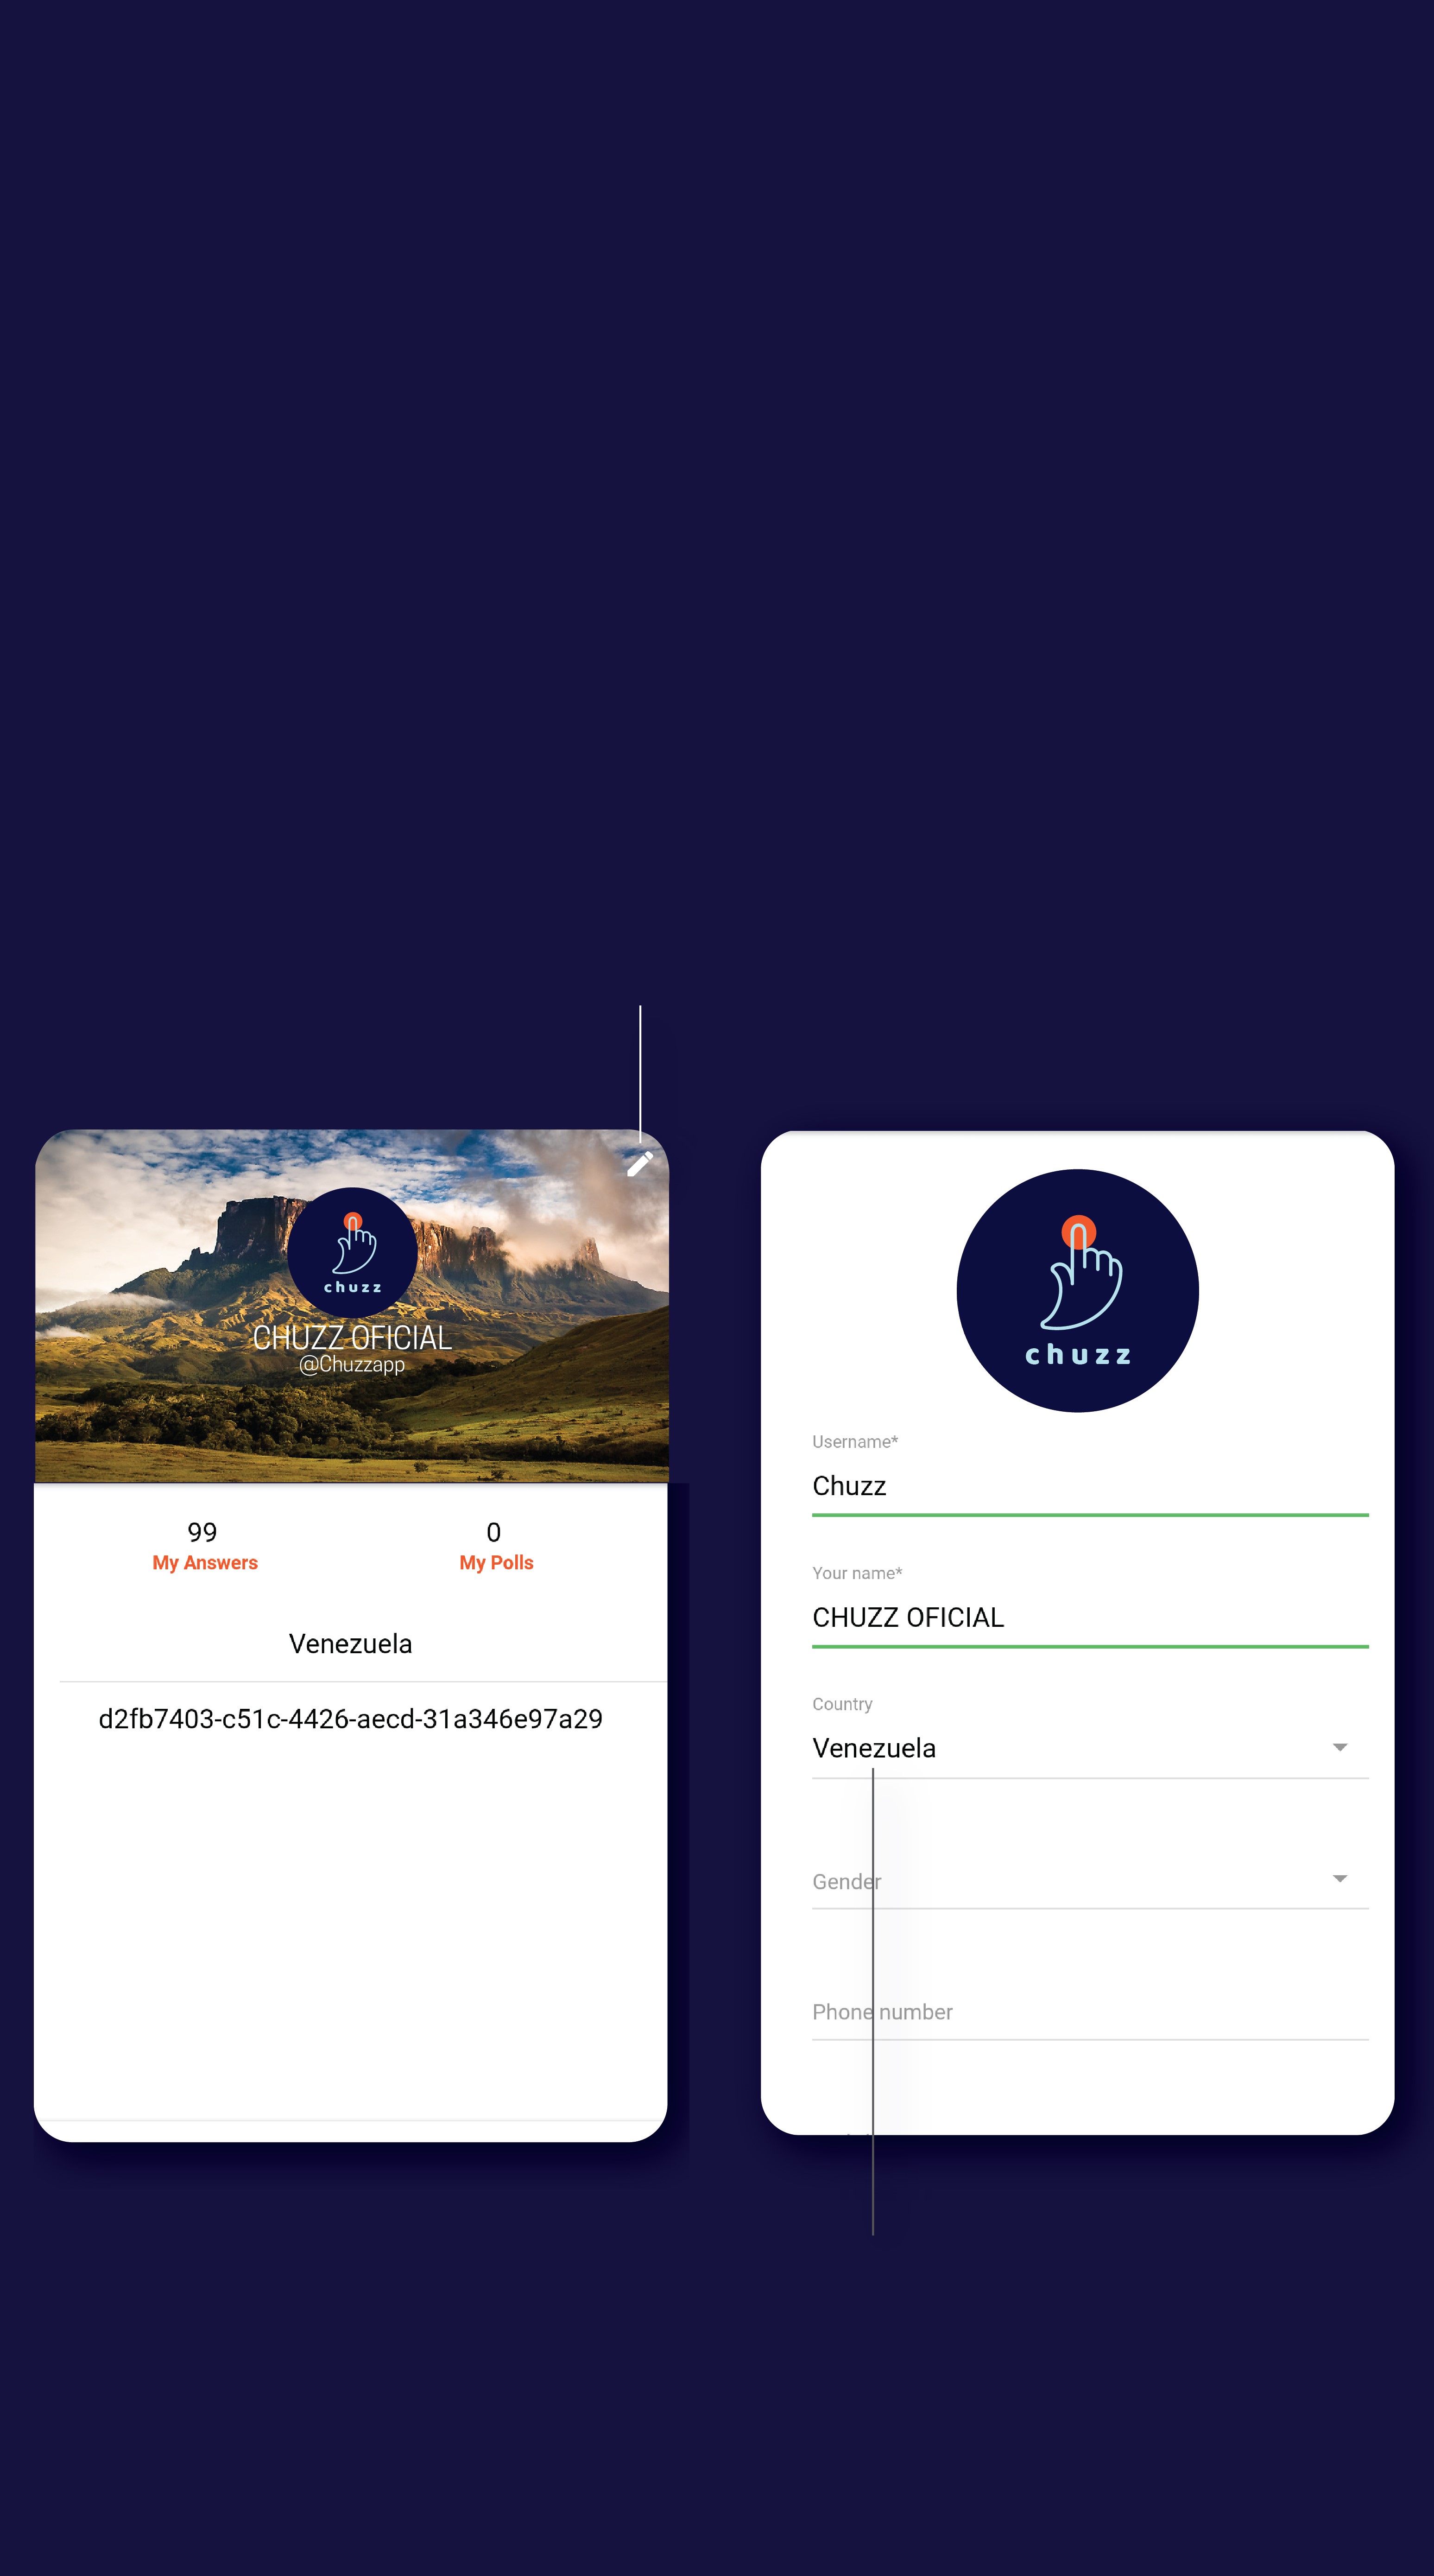 chuzz
CHUZZ OFICIAL
@Chuzzapp
99
My Answers
0
My Polls
Venezuela
d2fb7403-c51c-4426-aecd-31a346e97a29
chuzz
Username*
Chuzz
Your name*
CHUZZ OFICIAL
Country
Venezuela
Gender
Phone number